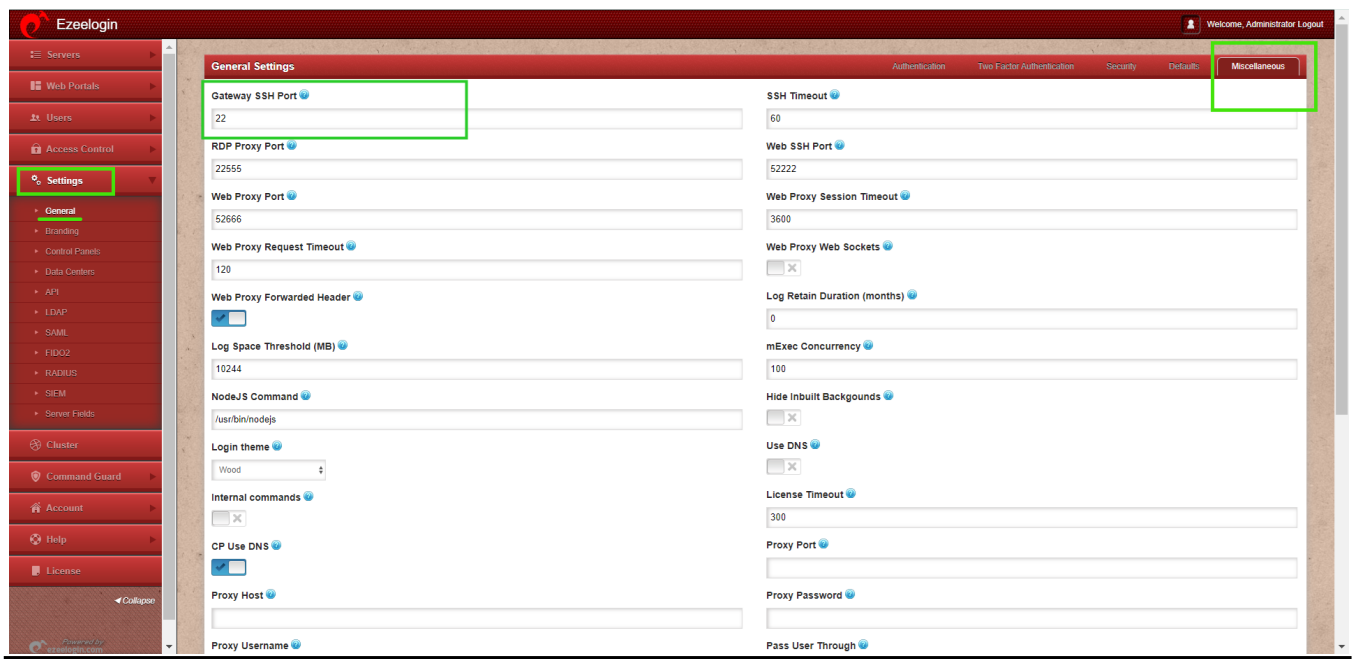 Ezeelogin
Welcome, Administrator Logout
Servers
Web Portals
Users
Access Control
Settings
General
Branding
Control Panels
Data Centers
API
LDAP
SAML
FIDO2
RADIUS
SIEM
Server Fields
Cluster
Command Guard
Account
Help
License
Collapse
Powered by
ezeelogin.com
General Settings
Authentication
Two Factor Authentication
Security
Defaults
Miscellaneous
Gateway SSH Port
22
SSH Timeout
60
RDP Proxy Port
22555
Web SSH Port
52222
Web Proxy Port
52666
Web Proxy Session Timeout
3600
Web Proxy Request Timeout
120
Web Proxy Web Sockets
Web Proxy Forwarded Header
Log Retain Duration (months)
0
Log Space Threshold (MB)
10244
mExec Concurrency
100
NodeJS Command
/usr/bin/nodejs
Hide Inbuilt Backgounds
Login theme
Wood
Use DNS
Internal commands
License Timeout
300
CP Use DNS
Proxy Port
Proxy Host
Proxy Password
Proxy Username
Pass User Through